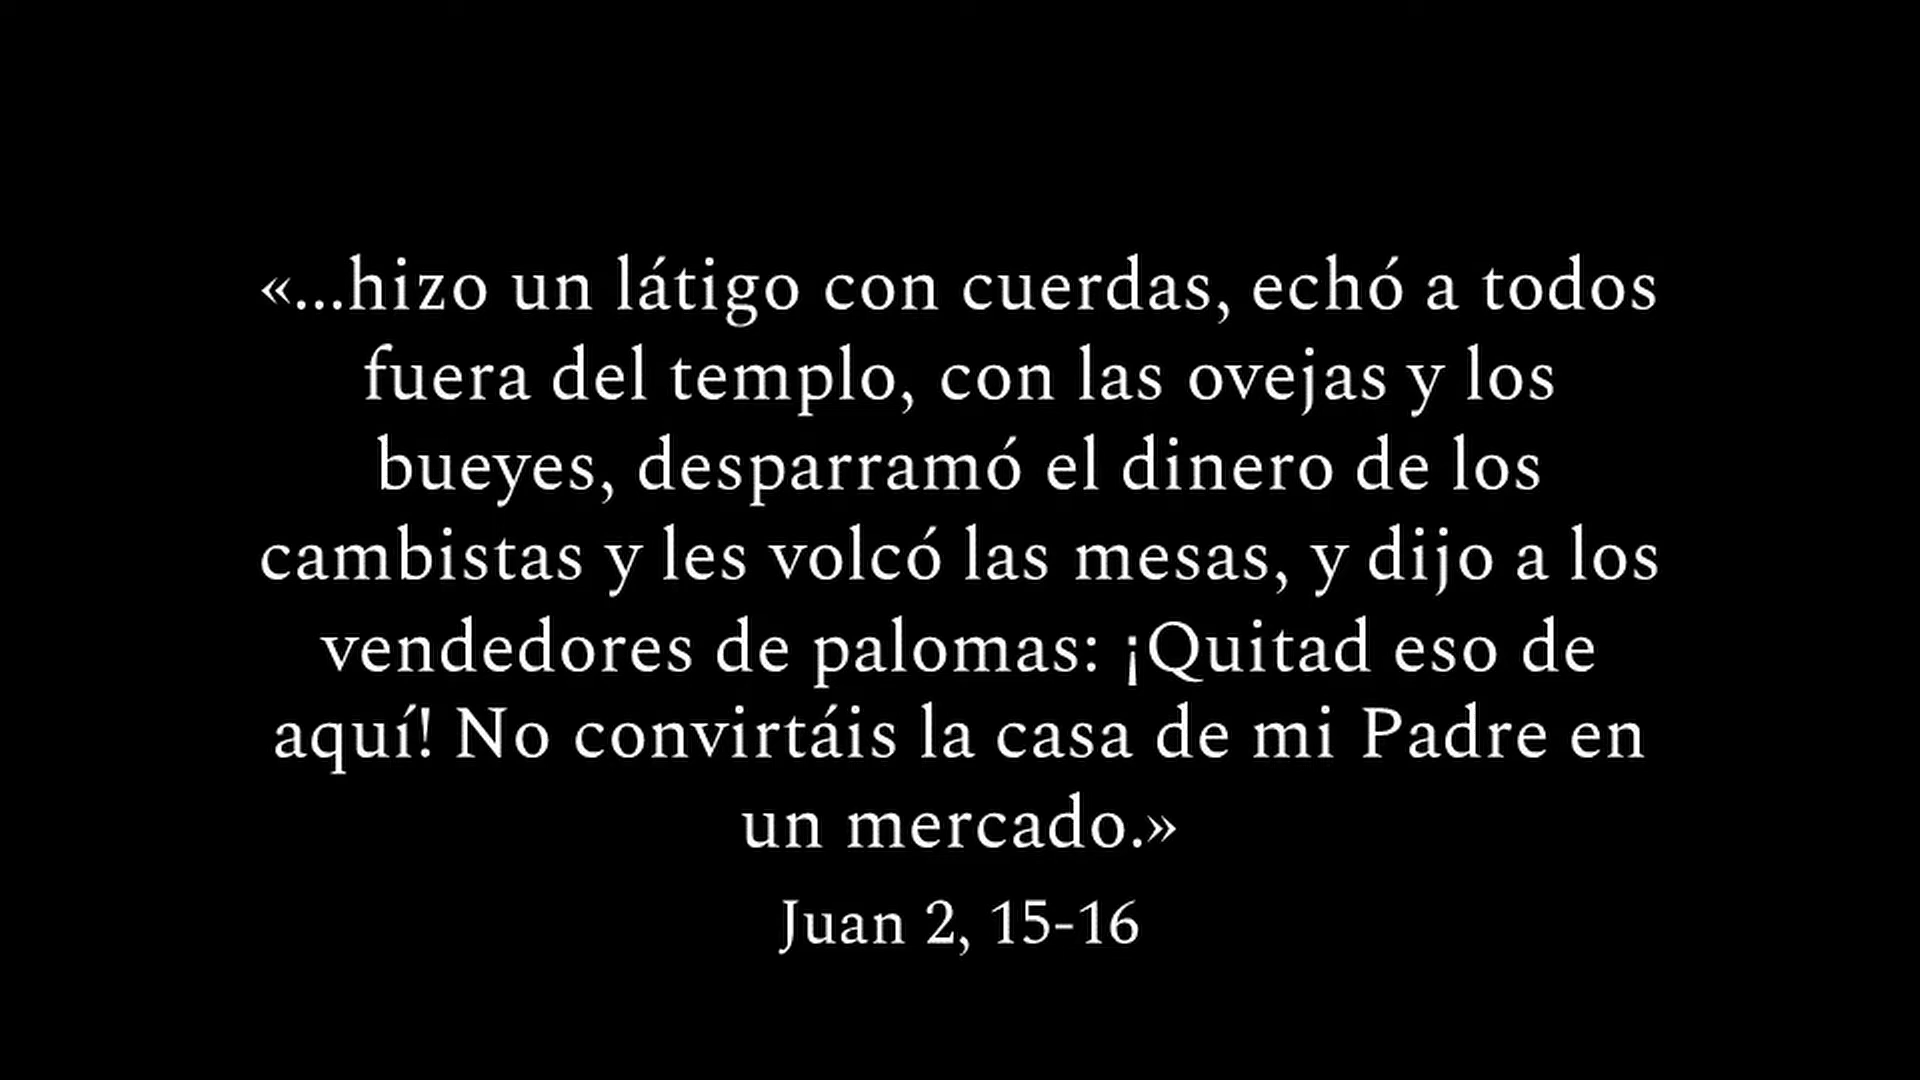 «...hizo un látigo con cuerdas, echó a todos
fuera del templo, con las ovejas y los
bueyes, desparramó el dinero de los
cambistas y les volcó las mesas, y dijo a los
vendedores de palomas: ¡Quitad eso de
aquí! No convirtáis la casa de mi Padre en
un mercado.»
Juan 2, 15-16